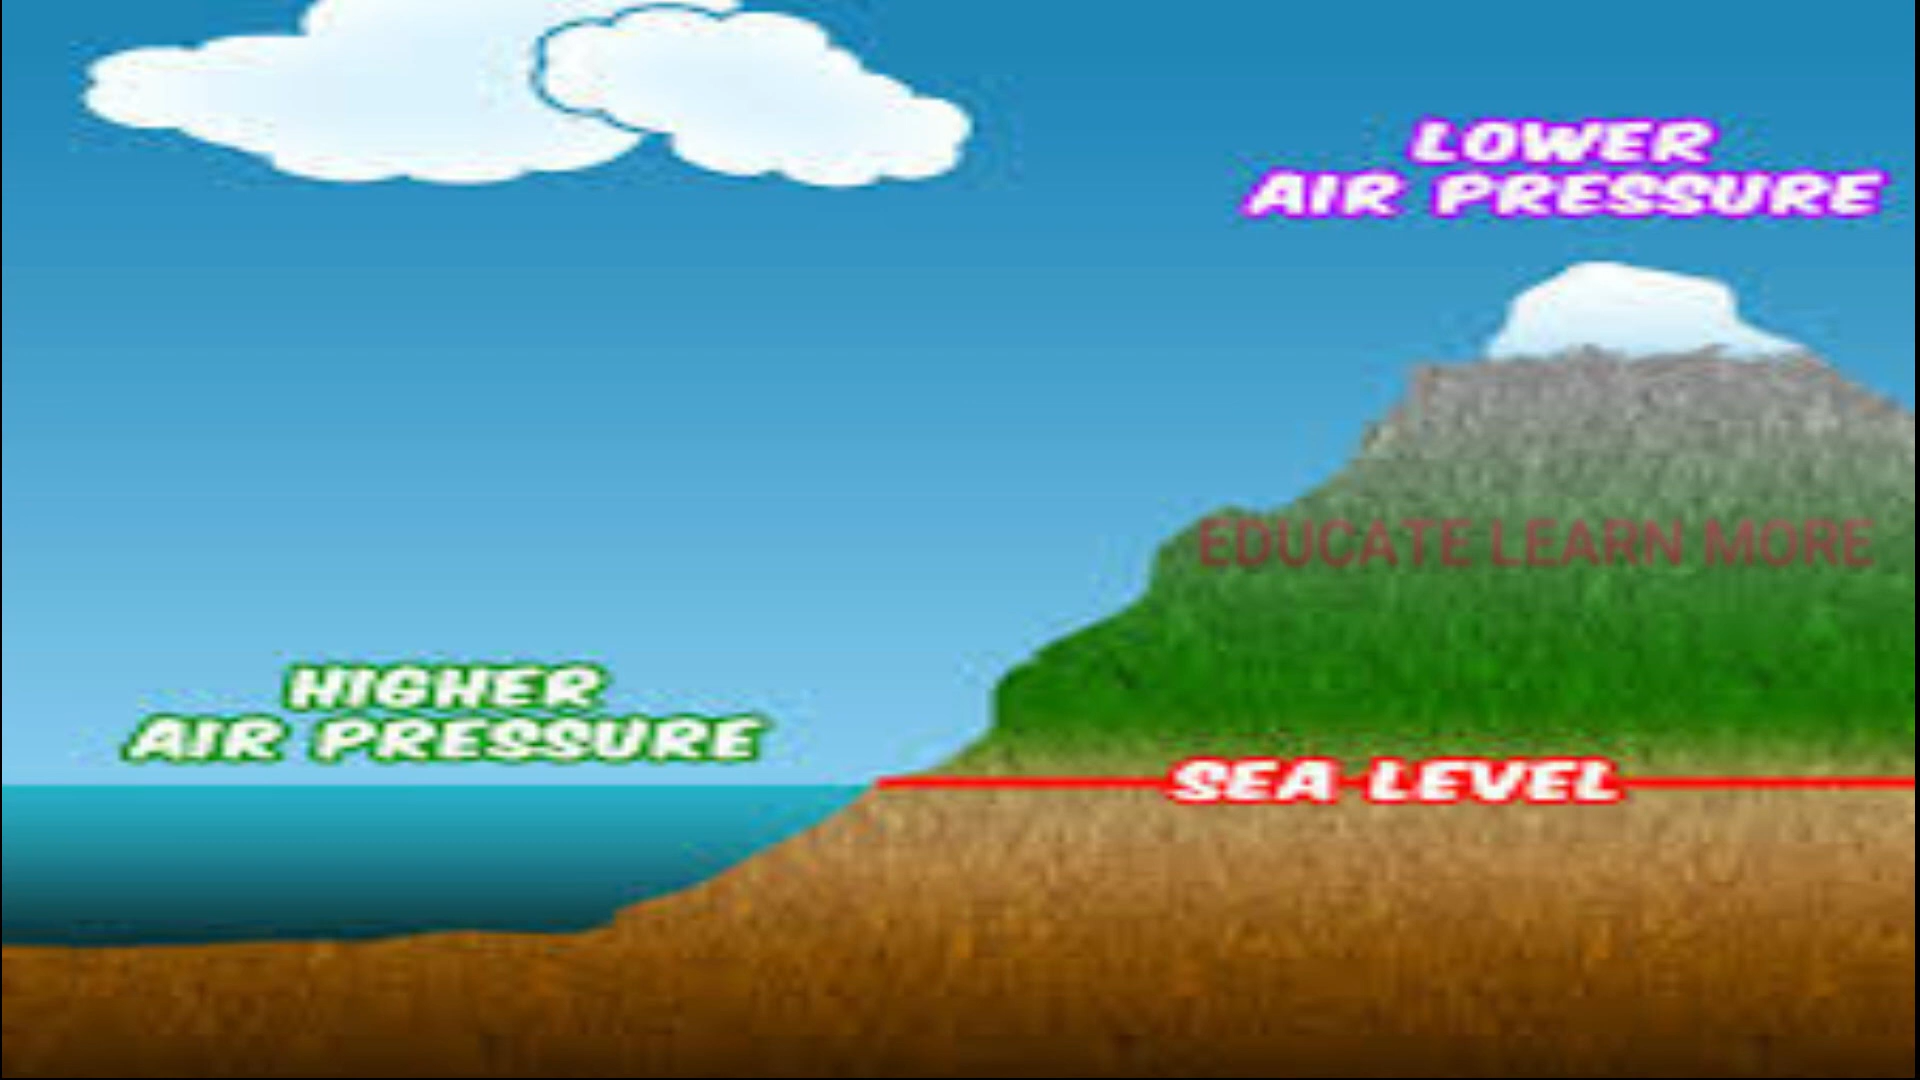 LOWER
AIR PRESSURE
EDUCATE LEARN MORE
HIGHER
AIR PRESSURE
SEA LEVEL